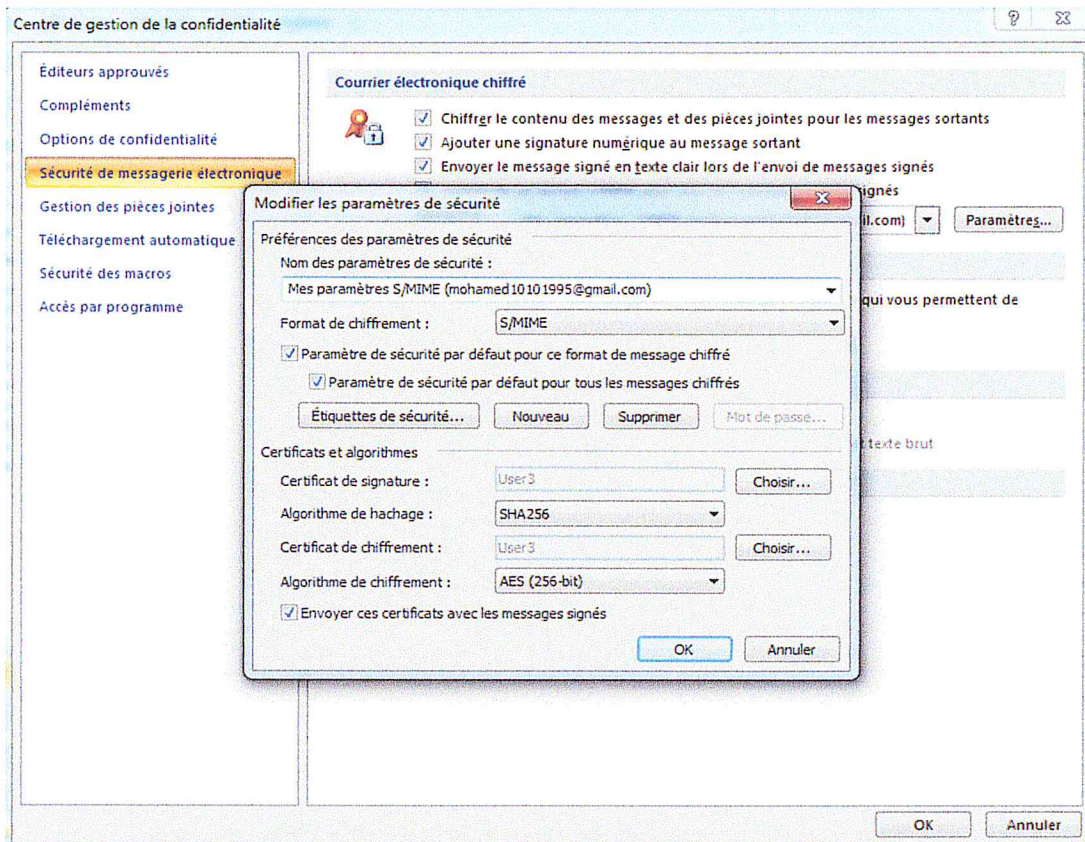 Centre de gestion de la confidentialité
Éditeurs approuvés
Compléments
Options de confidentialité
Sécurité de messagerie électronique
Gestion des pièces jointes
Téléchargement automatique
Sécurité des macros
Accès par programme
Courrier électronique chiffré
Chiffrer le contenu des messages et des pièces jointes pour les messages sortants
Ajouter une signature numérique au message sortant
Envoyer le message signé en texte clair lors de l'envoi de messages signés
ignés
il.com)
Paramètres...
qui vous permettent de
texte brut
Modifier les paramètres de sécurité
Préférences des paramètres de sécurité
Nom des paramètres de sécurité :
Mes paramètres S/MIME (mohamed10101995@gmail.com)
Format de chiffrement : S/MIME
Paramètre de sécurité par défaut pour ce format de message chiffré
Paramètre de sécurité par défaut pour tous les messages chiffrés
Étiquettes de sécurité... Nouveau Supprimer Mot de passe...
Certificats et algorithmes
Certificat de signature : User3 Choisir...
Algorithme de hachage : SHA256
Certificat de chiffrement : User3 Choisir...
Algorithme de chiffrement : AES (256-bit)
Envoyer ces certificats avec les messages signés
OK Annuler
OK Annuler